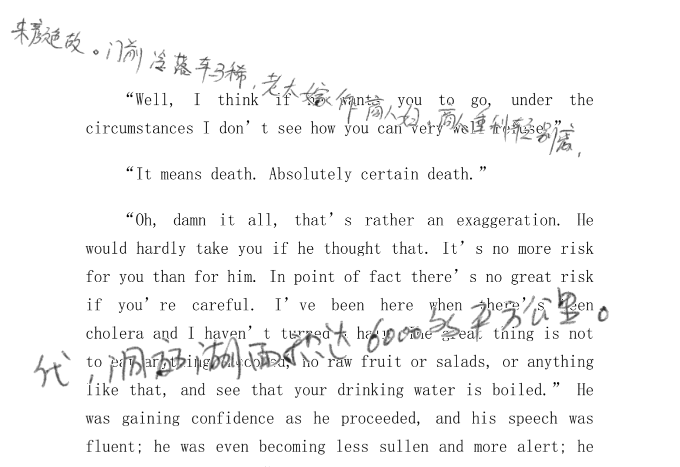 来颜色故。门前冷落车马稀,老大嫁作商人妇,商人重利轻别离,
“Well, I think if she wants you to go, under the
circumstances I don’t see how you can very well refuse.”
“It means death. Absolutely certain death.”
“Oh, damn it all, that’s rather an exaggeration. He
would hardly take you if he thought that. It’s no more risk
for you than for him. In point of fact there’s no great risk
if you’re careful. I’ve been here when there’s been
cholera and I haven’t turned a hair. The great thing is not
代,洞庭湖面积达6000多平方公里。
to eat anything uncooked, no raw fruit or salads, or anything
like that, and see that your drinking water is boiled.” He
was gaining confidence as he proceeded, and his speech was
fluent; he was even becoming less sullen and more alert; he